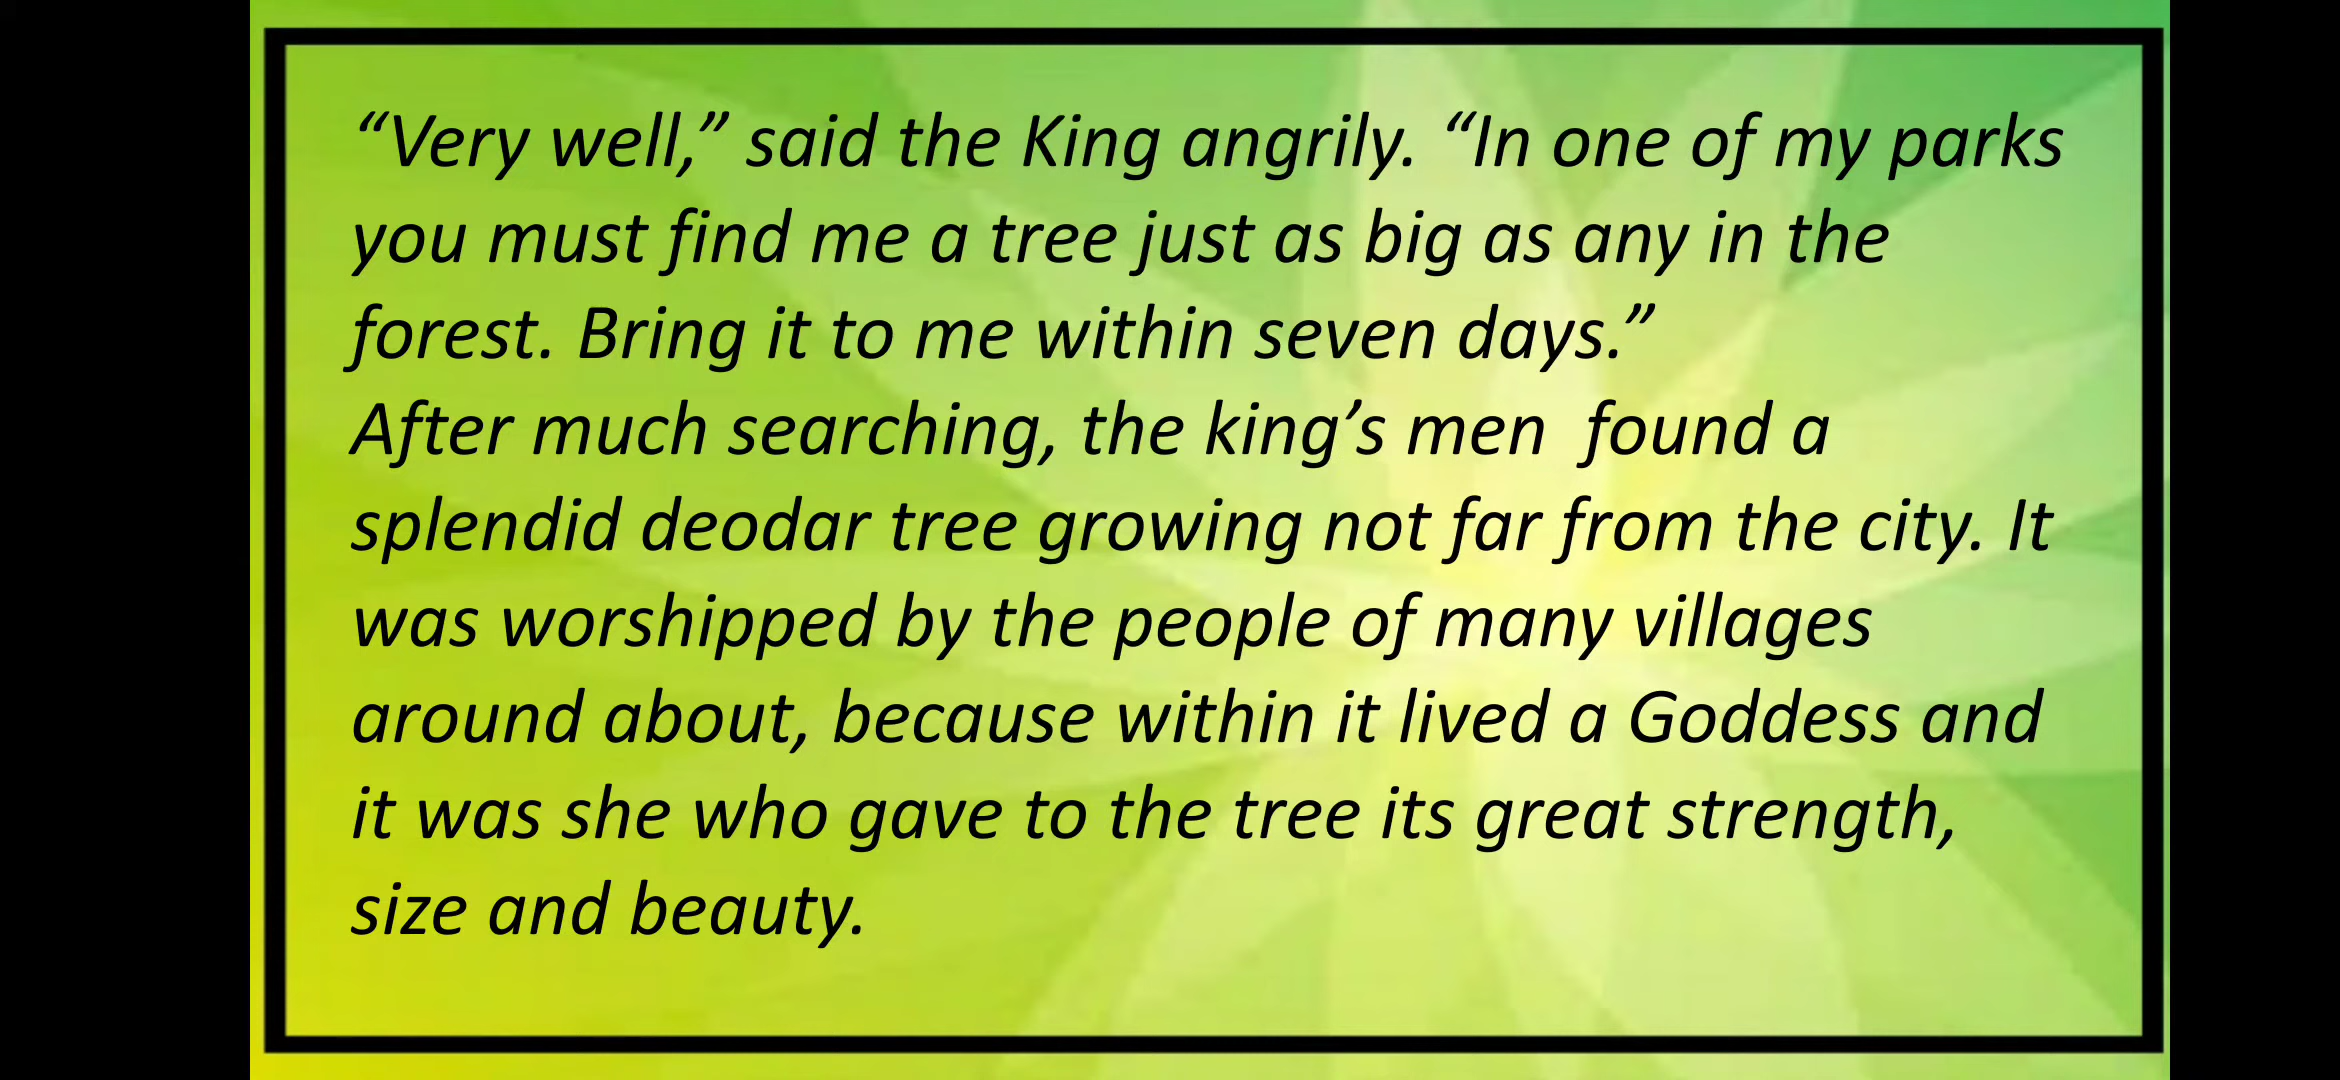 “Very well,” said the King angrily. “In one of my parks
you must find me a tree just as big as any in the
forest. Bring it to me within seven days.”
After much searching, the king’s men  found a
splendid deodar tree growing not far from the city. It
was worshipped by the people of many villages
around about, because within it lived a Goddess and
it was she who gave to the tree its great strength,
size and beauty.